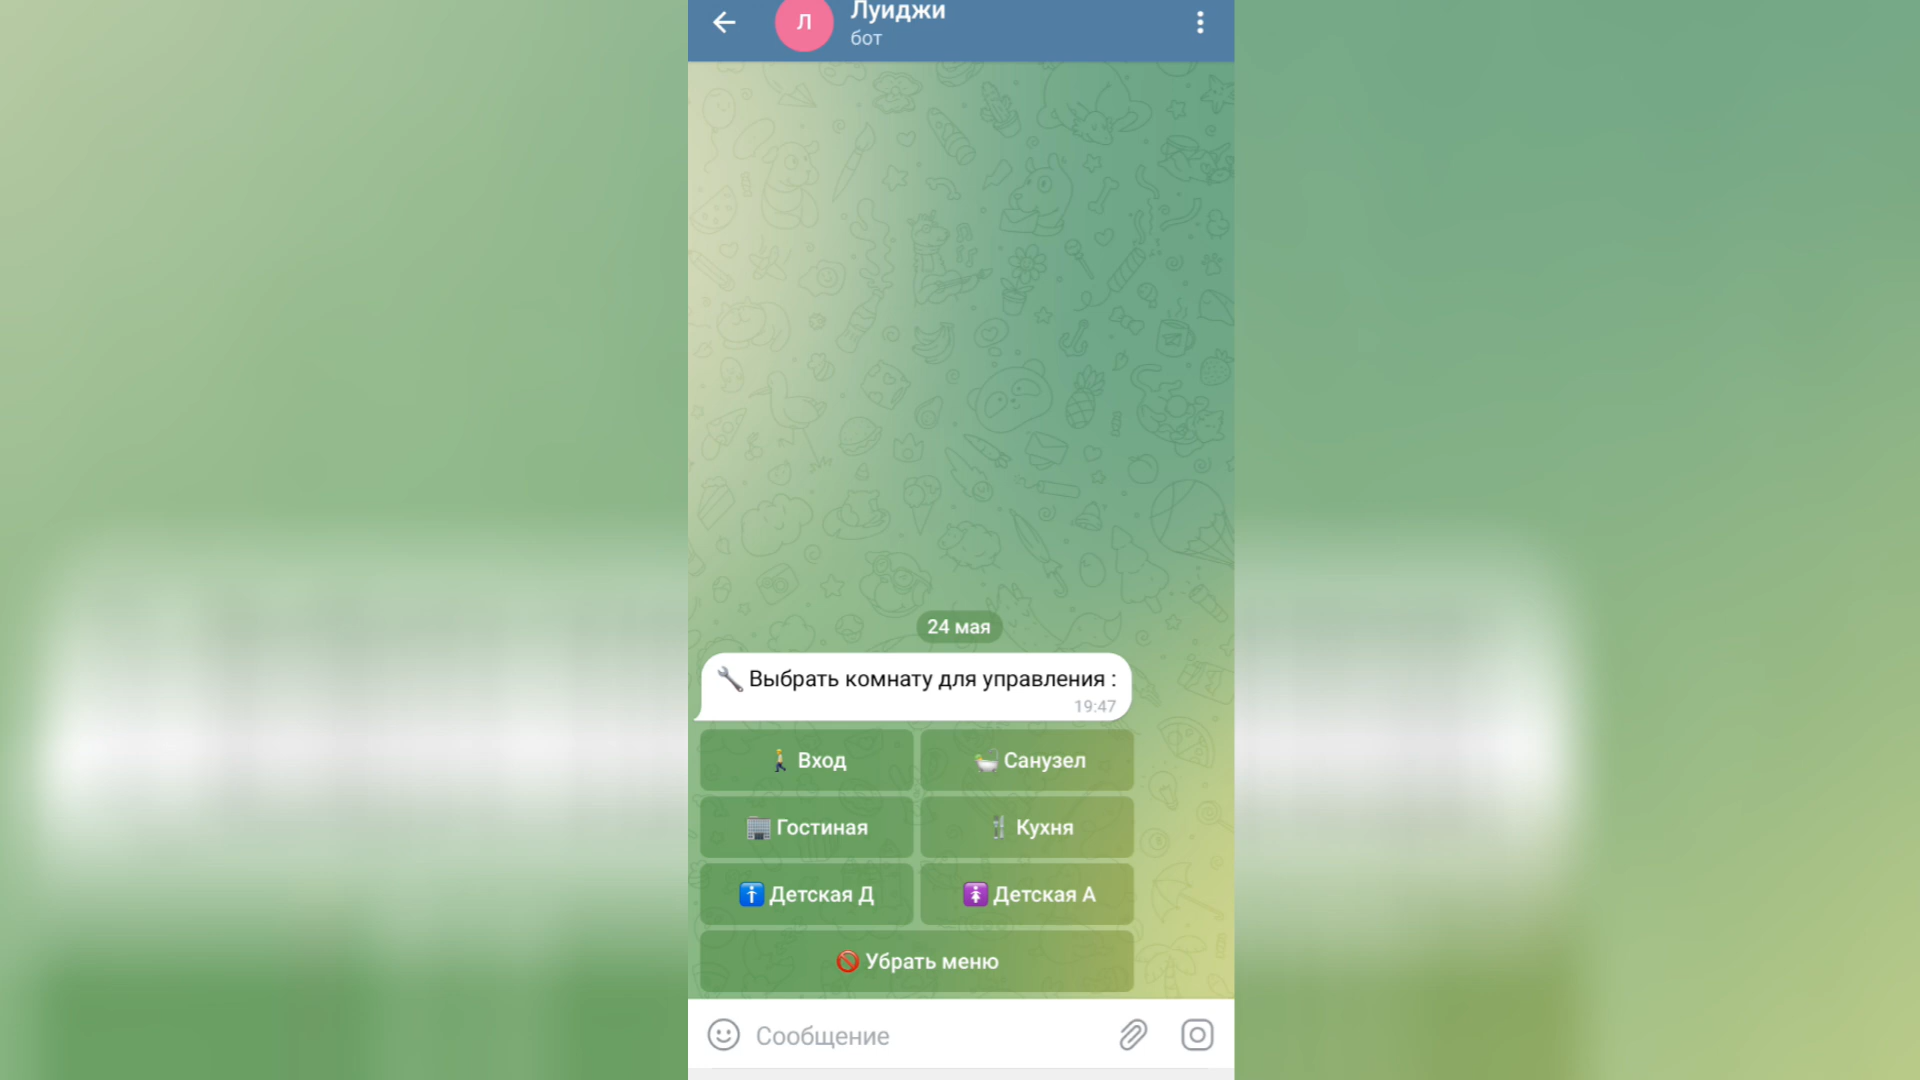 Л
Луиджи
бот
24 мая
Выбрать комнату для управления :
19:47
Вход
Санузел
Гостиная
Кухня
Детская Д
Детская А
Убрать меню
Сообщение